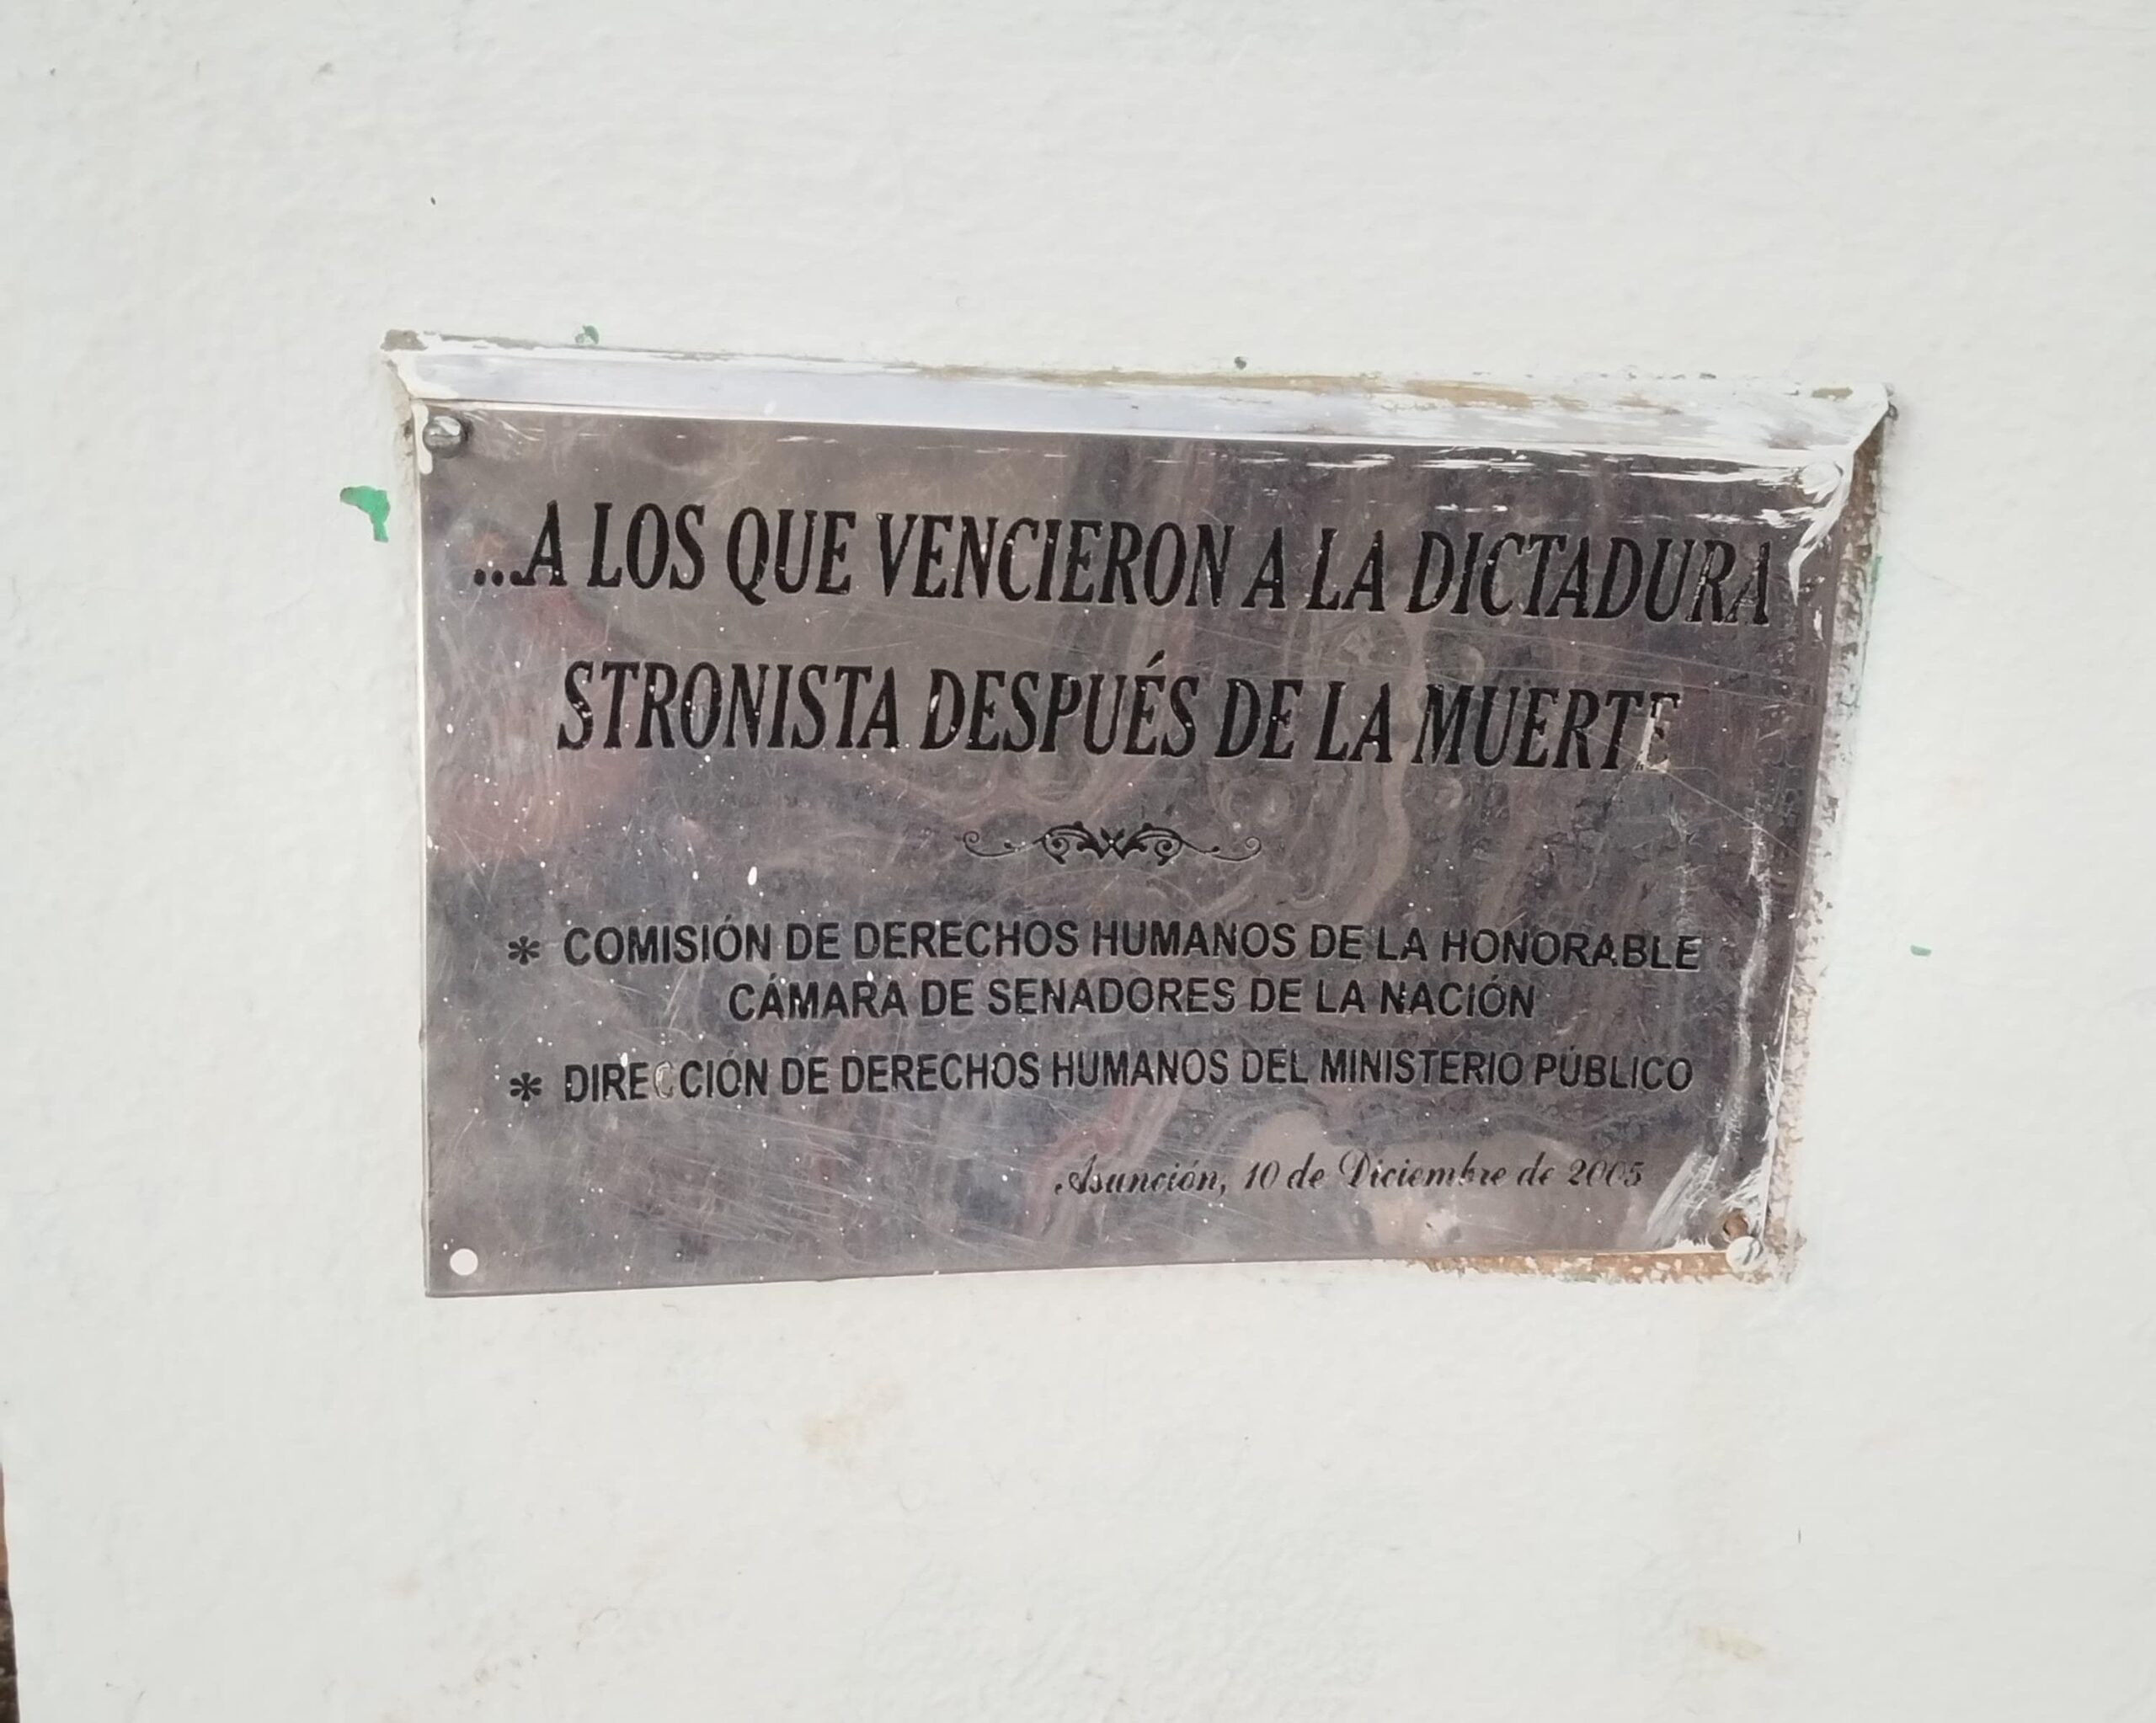 ...A LOS QUE VENCIERON A LA DICTADURA
STRONISTA DESPUÉS DE LA MUERTE
* COMISIÓN DE DERECHOS HUMANOS DE LA HONORABLE
CÁMARA DE SENADORES DE LA NACIÓN
* DIRECCIÓN DE DERECHOS HUMANOS DEL MINISTERIO PÚBLICO
Asunción, 10 de Diciembre de 2005